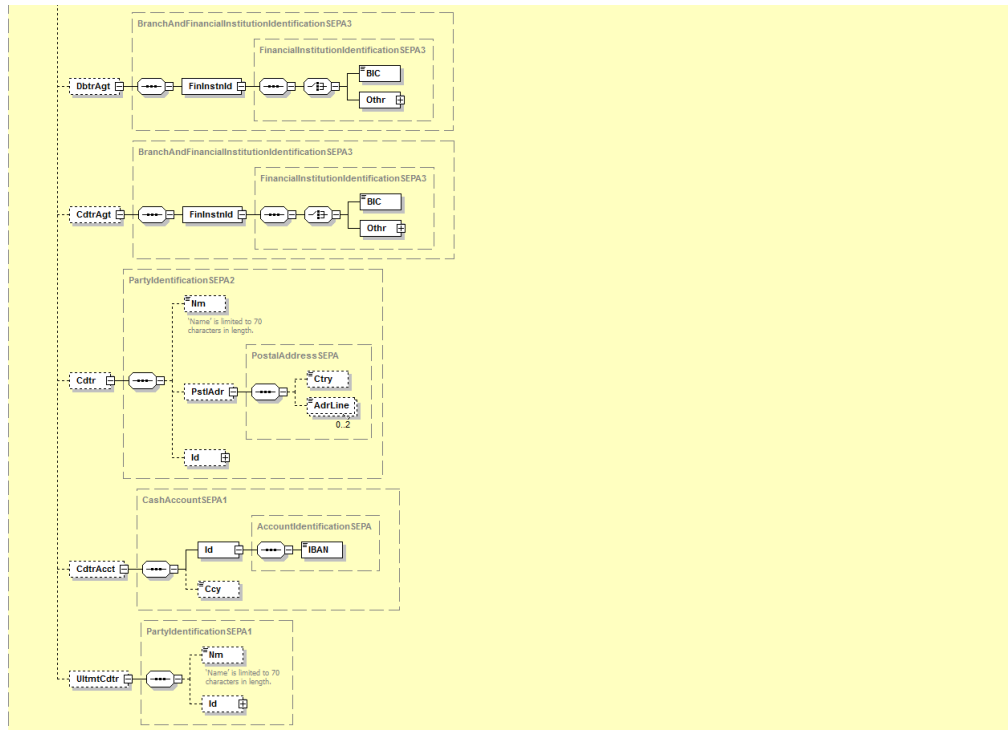 BranchAndFinancialInstitutionIdentificationSEPA3
FinancialInstitutionIdentificationSEPA3
BIC
DbtrAgt
FinInstnId
Othr
BranchAndFinancialInstitutionIdentificationSEPA3
FinancialInstitutionIdentificationSEPA3
BIC
CdtrAgt
FinInstnId
Othr
PartyIdentificationSEPA2
Nm
'Name' is limited to 70
characters in length.
PostalAddressSEPA
Ctry
Cdtr
PstlAdr
AdrLine
0..2
Id
CashAccountSEPA1
AccountIdentificationSEPA
Id
IBAN
CdtrAcct
Ccy
PartyIdentificationSEPA1
Nm
'Name' is limited to 70
characters in length.
UltmtCdtr
Id